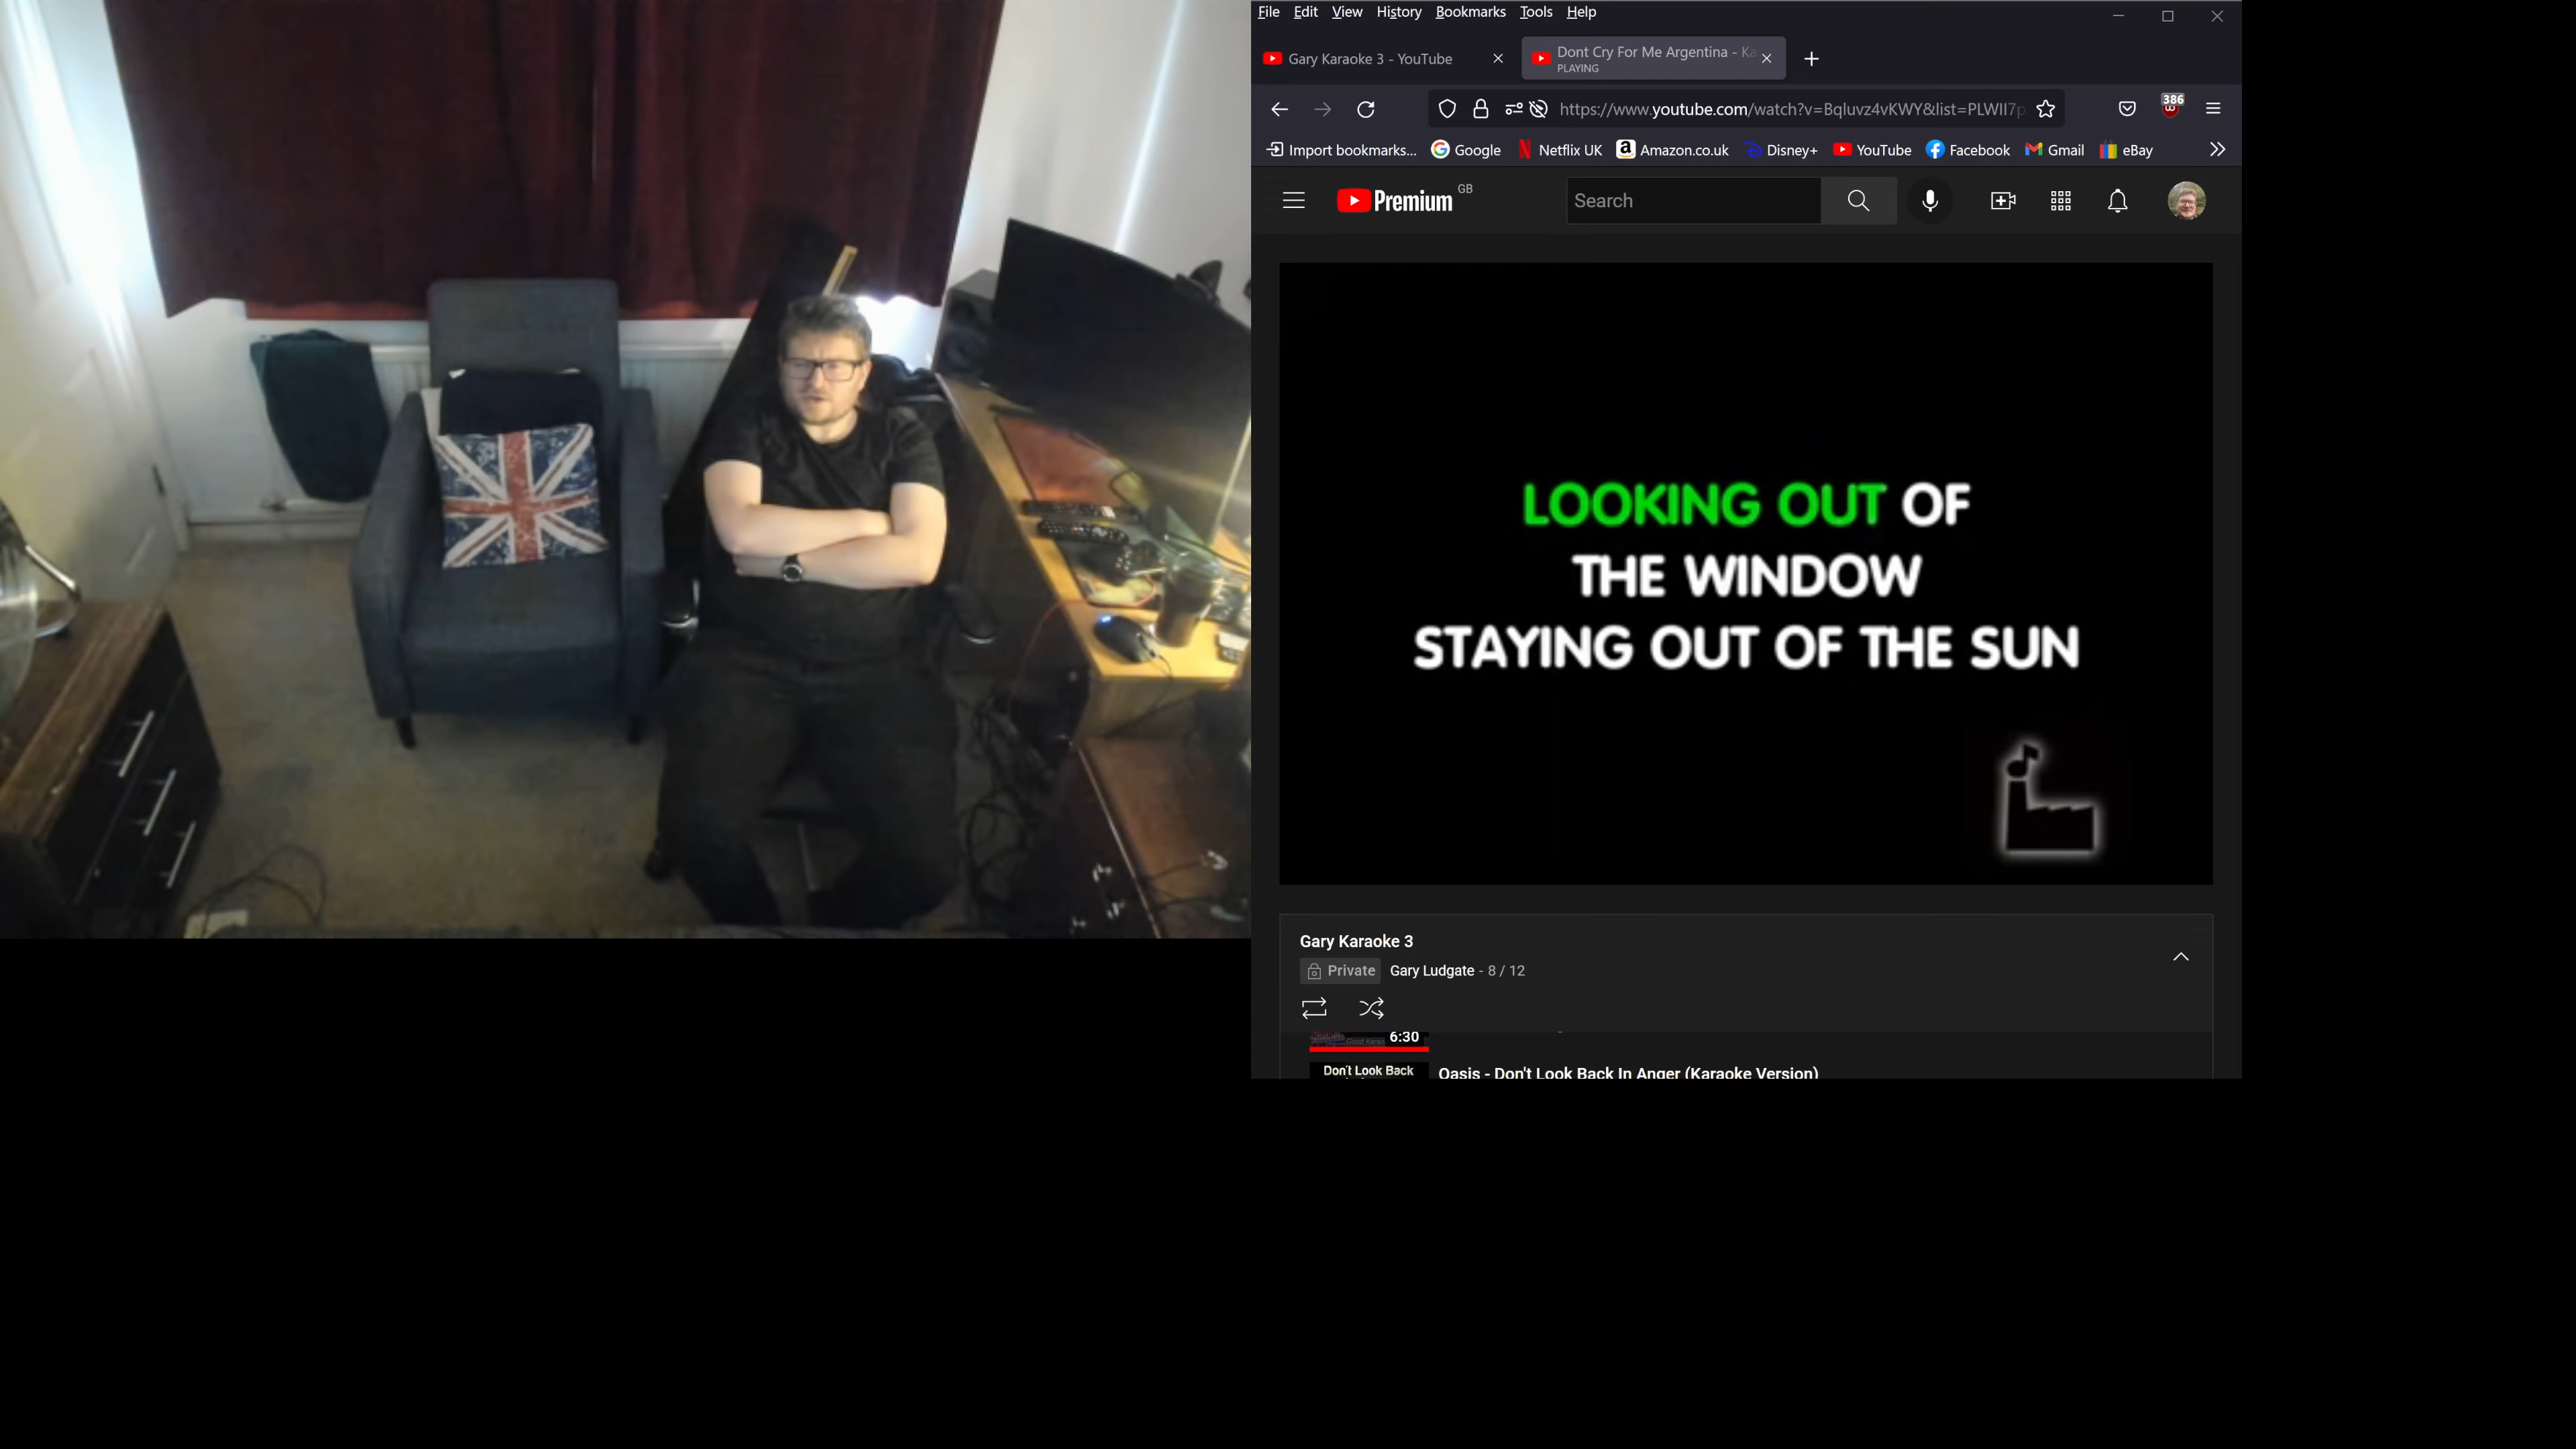 File Edit View History Bookmarks Tools Help
Gary Karaoke 3 - YouTube
Dont Cry For Me Argentina - Ka
PLAYING
https://www.youtube.com/watch?v=Bqluvz4vKWY&list=PLWII7p
386
Import bookmarks... Google Netflix UK Amazon.co.uk Disney+ YouTube Facebook Gmail eBay
Premium GB
Search
LOOKING OUT OF
THE WINDOW
STAYING OUT OF THE SUN
Gary Karaoke 3
Private Gary Ludgate - 8 / 12
6:30
Don't Look Back
Oasis - Don't Look Back In Anger (Karaoke Version)